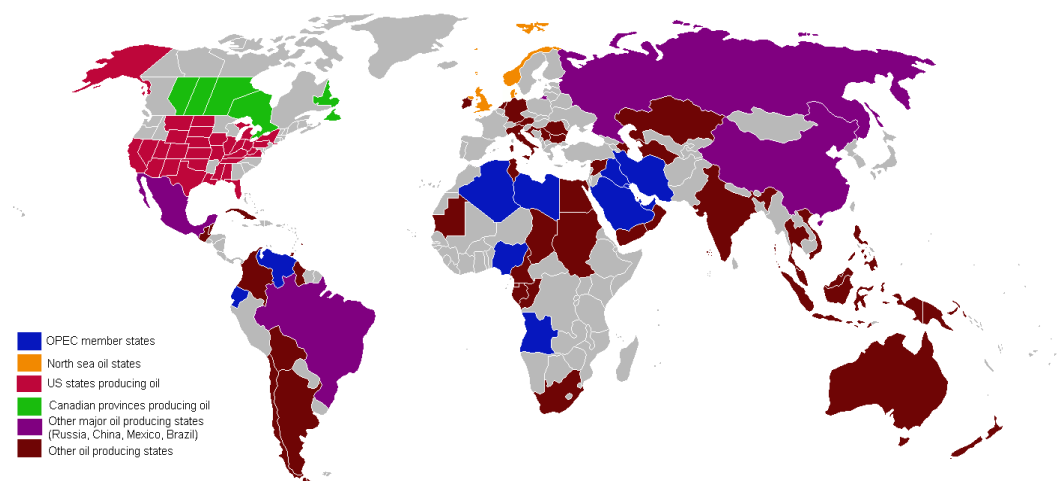 OPEC member states
North sea oil states
US states producing oil
Canadian provinces producing oil
Other major oil producing states
(Russia, China, Mexico, Brazil)
Other oil producing states